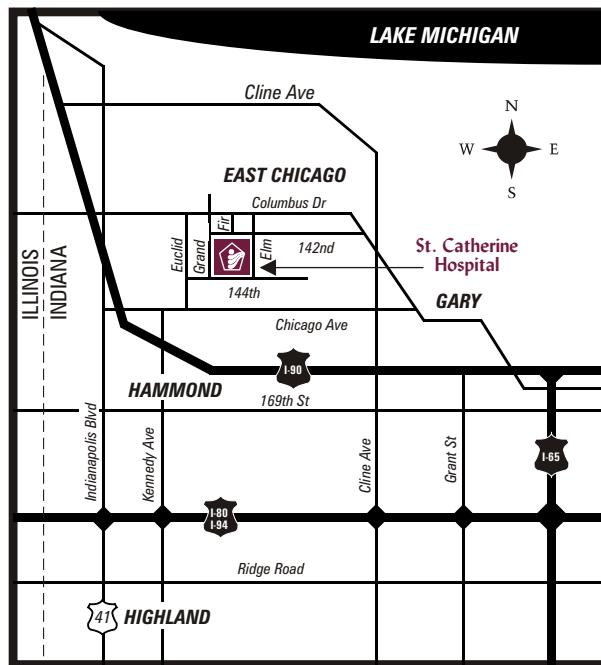 LAKE MICHIGAN
Cline Ave
N
W
E
S
EAST CHICAGO
Columbus Dr
Fir
Euclid
Grand
Elm
142nd
St. Catherine
Hospital
ILLINOIS
INDIANA
144th
GARY
Chicago Ave
I-90
HAMMOND
169th St
Indianapolis Blvd
Kennedy Ave
Cline Ave
Grant St
I-65
I-80
I-94
Ridge Road
41
HIGHLAND